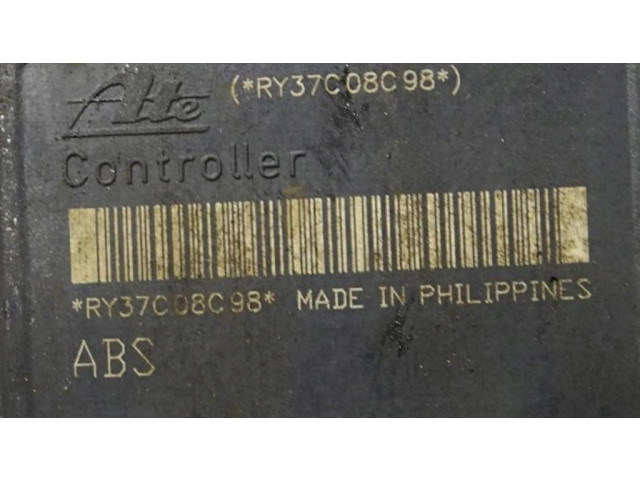 Ate (*RY37C08C98*)
Controller
*RY37C08C98* MADE IN PHILIPPINES
ABS